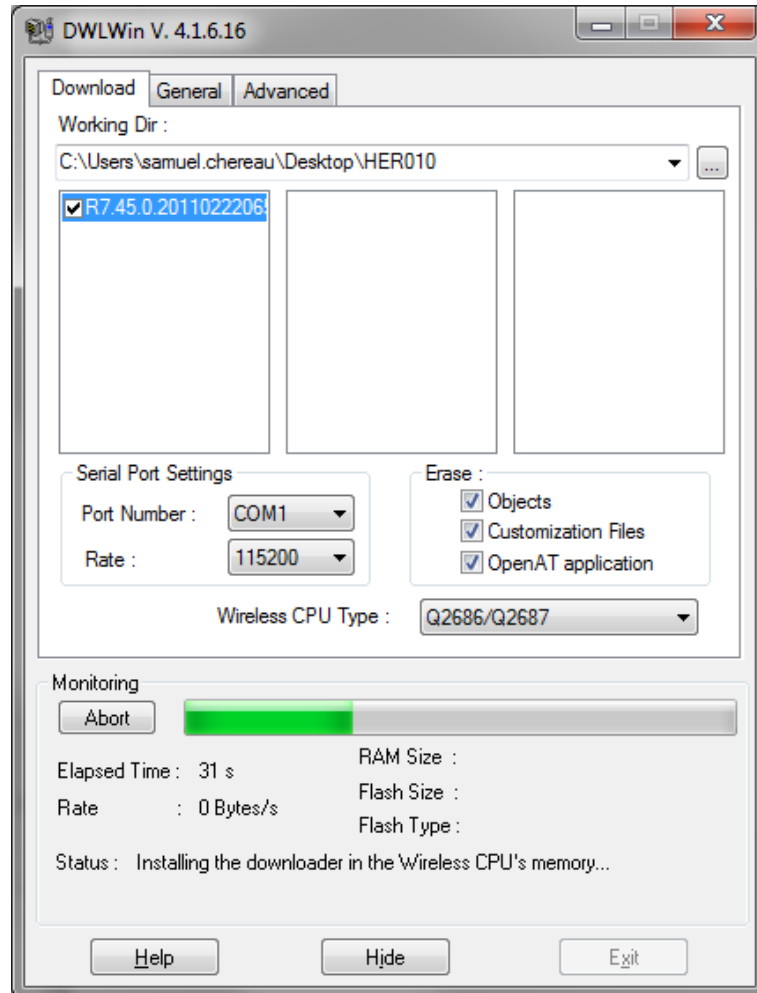 DWLWin V. 4.1.6.16
Download General Advanced
Working Dir :
C:\Users\samuel.chereau\Desktop\HER010
...
R7.45.0.2011022206
Serial Port Settings
Erase :
Port Number : COM1
Objects
Customization Files
Rate : 115200
OpenAT application
Wireless CPU Type : Q2686/Q2687
Monitoring
Abort
Elapsed Time : 31 s
RAM Size :
Flash Size :
Rate : 0 Bytes/s
Flash Type :
Status : Installing the downloader in the Wireless CPU's memory...
Help Hide Exit